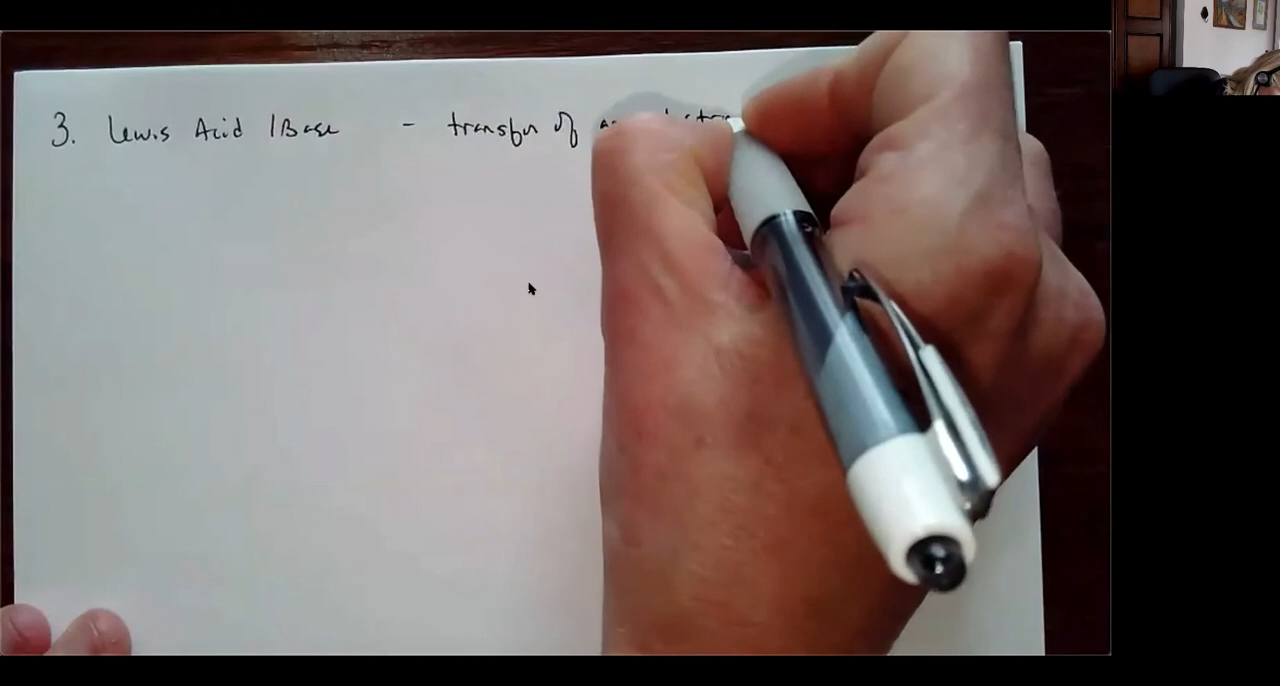 3. Lewis Acid / Base - transfer of